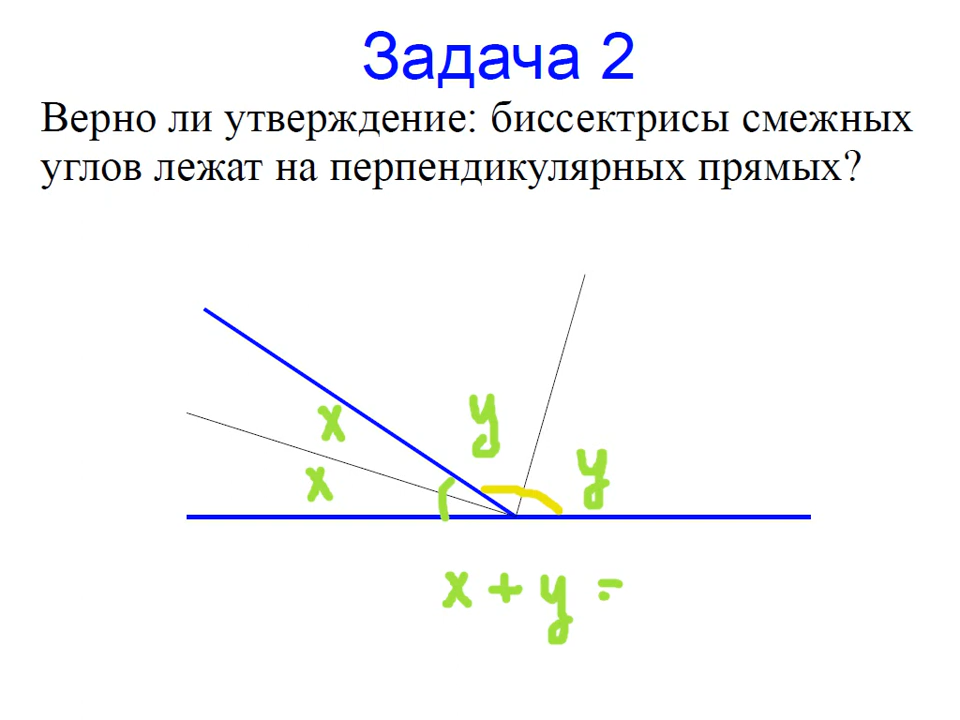 Задача 2
Верно ли утверждение: биссектрисы смежных
углов лежат на перпендикулярных прямых?
x
y
x
y
x + y =